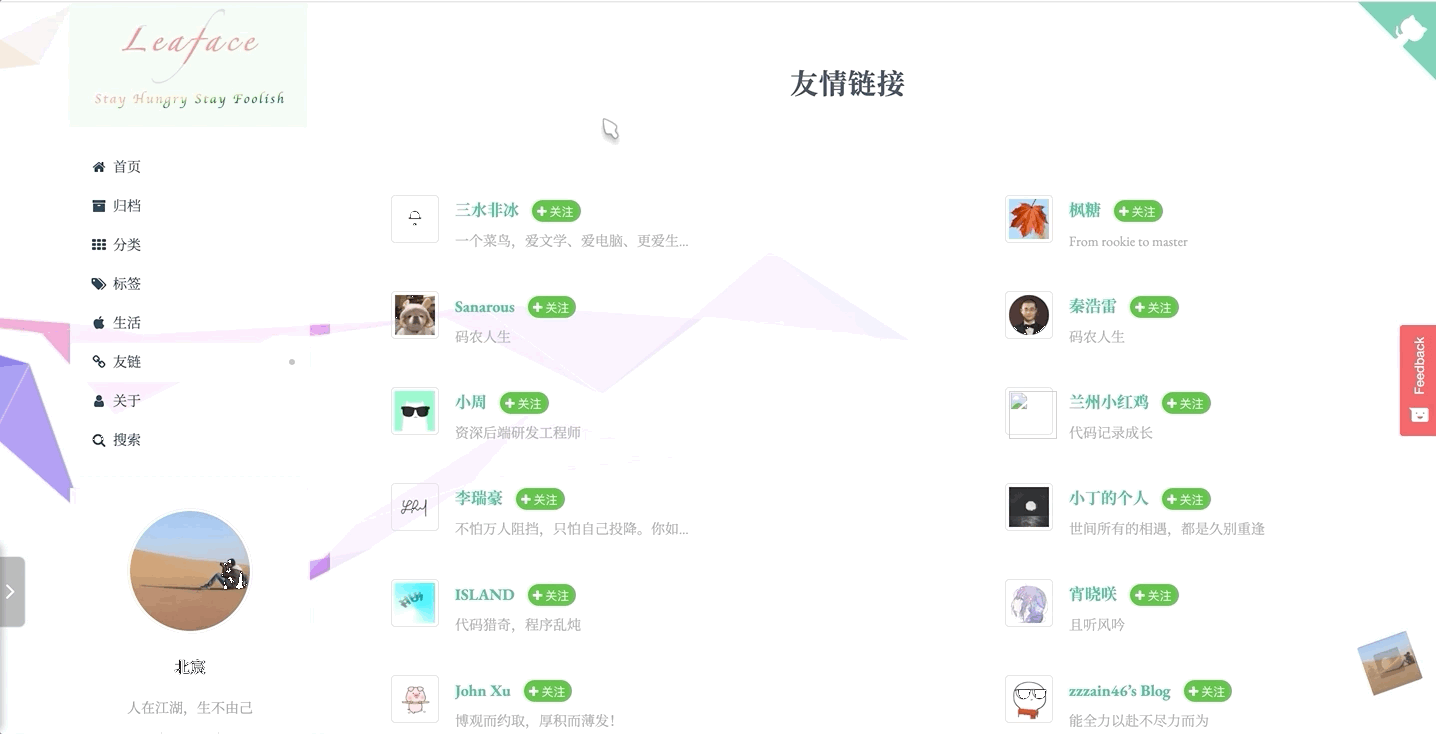 Leaface
Stay Hungry Stay Foolish
首页
归档
分类
标签
生活
友链
关于
搜索
北宸
人在江湖，生不由己
友情链接
三水非冰 关注
一个菜鸟，爱文学、爱电脑、更爱生...
枫糖 关注
From rookie to master
Sanarous 关注
码农人生
秦浩雷 关注
码农人生
小周 关注
资深后端研发工程师
兰州小红鸡 关注
代码记录成长
李瑞豪 关注
不怕万人阻挡，只怕自己投降。你如...
小丁的个人 关注
世间所有的相遇，都是久别重逢
ISLAND 关注
代码猎奇，程序乱炖
宵晓咲 关注
且听风吟
John Xu 关注
博观而约取，厚积而薄发！
zzzain46’s Blog 关注
能全力以赴不尽力而为
Feedback